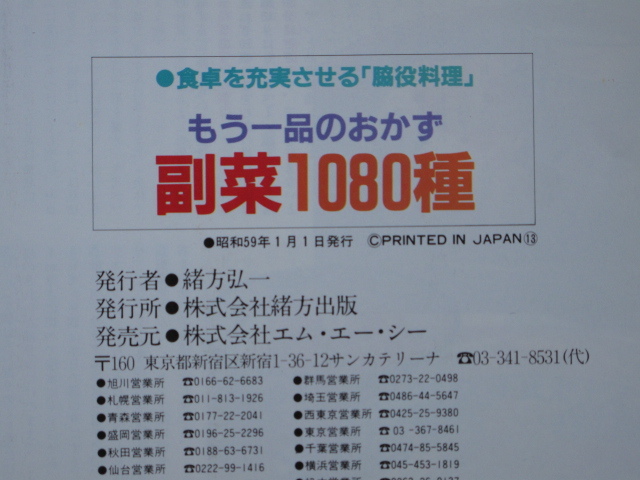 ●食卓を充実させる「脇役料理」
もう一品のおかず
副菜1080種
●昭和59年1月1日発行 ©PRINTED IN JAPAN⑬
発行者●緒方弘一
発行所●株式会社緒方出版
発売元●株式会社エム・エー・シー
〒160 東京都新宿区新宿1-36-12サンカテリーナ ☎03-341-8531(代)
●旭川営業所 ☎0166-62-6683 ●群馬営業所 ☎0273-22-0498
●札幌営業所 ☎011-813-1926 ●埼玉営業所 ☎0486-44-5647
●青森営業所 ☎0177-22-2041 ●西東京営業所 ☎0425-25-9380
●盛岡営業所 ☎0196-25-2296 ●東京営業所 ☎03-367-8461
●秋田営業所 ☎0188-63-6731 ●千葉営業所 ☎0474-85-5845
●仙台営業所 ☎0222-99-1416 ●横浜営業所 ☎045-453-1819